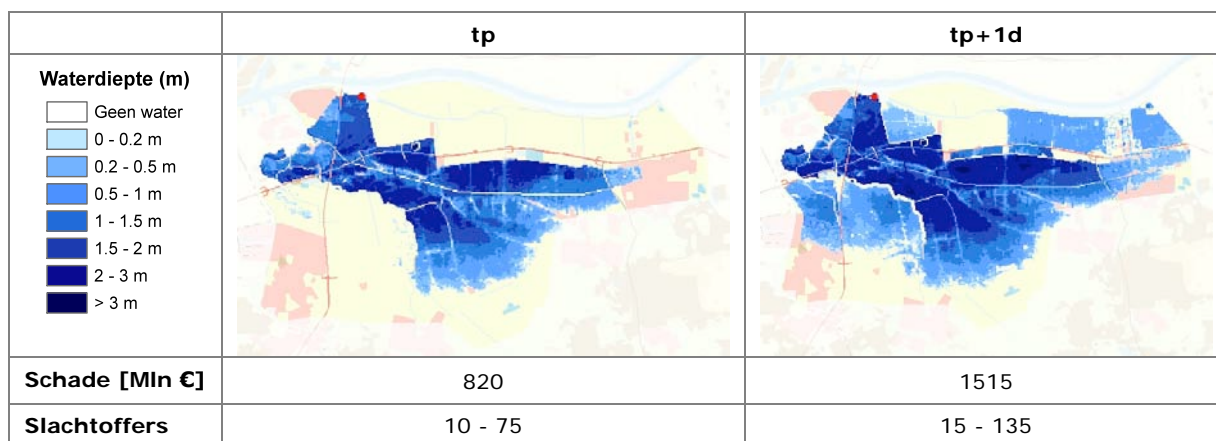 tp
tp+1d
Waterdiepte (m)
Geen water
0 - 0.2 m
0.2 - 0.5 m
0.5 - 1 m
1 - 1.5 m
1.5 - 2 m
2 - 3 m
> 3 m
Schade [Mln €]
820
1515
Slachtoffers
10 - 75
15 - 135